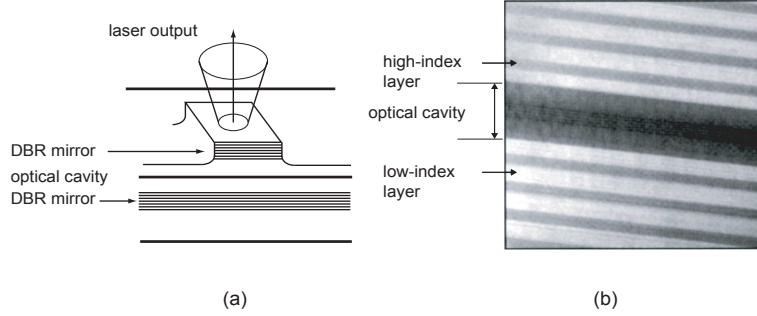 laser output
DBR mirror
optical cavity
DBR mirror
(a)
high-index
layer
optical cavity
low-index
layer
(b)